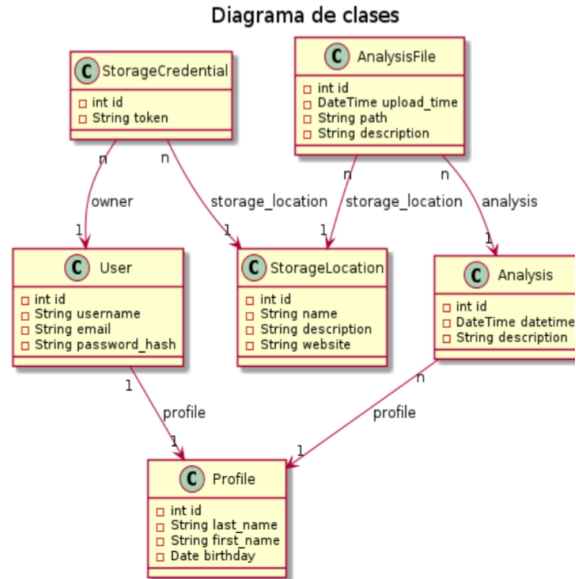 Diagrama de clases
C StorageCredential
int id
String token
C AnalysisFile
int id
DateTime upload_time
String path
String description
n
n
n
n
owner
storage_location
storage_location
analysis
1
1
1
1
C User
int id
String username
String email
String password_hash
C StorageLocation
int id
String name
String description
String website
C Analysis
int id
DateTime datetime
String description
1
n
profile
profile
1
1
C Profile
int id
String last_name
String first_name
Date birthday